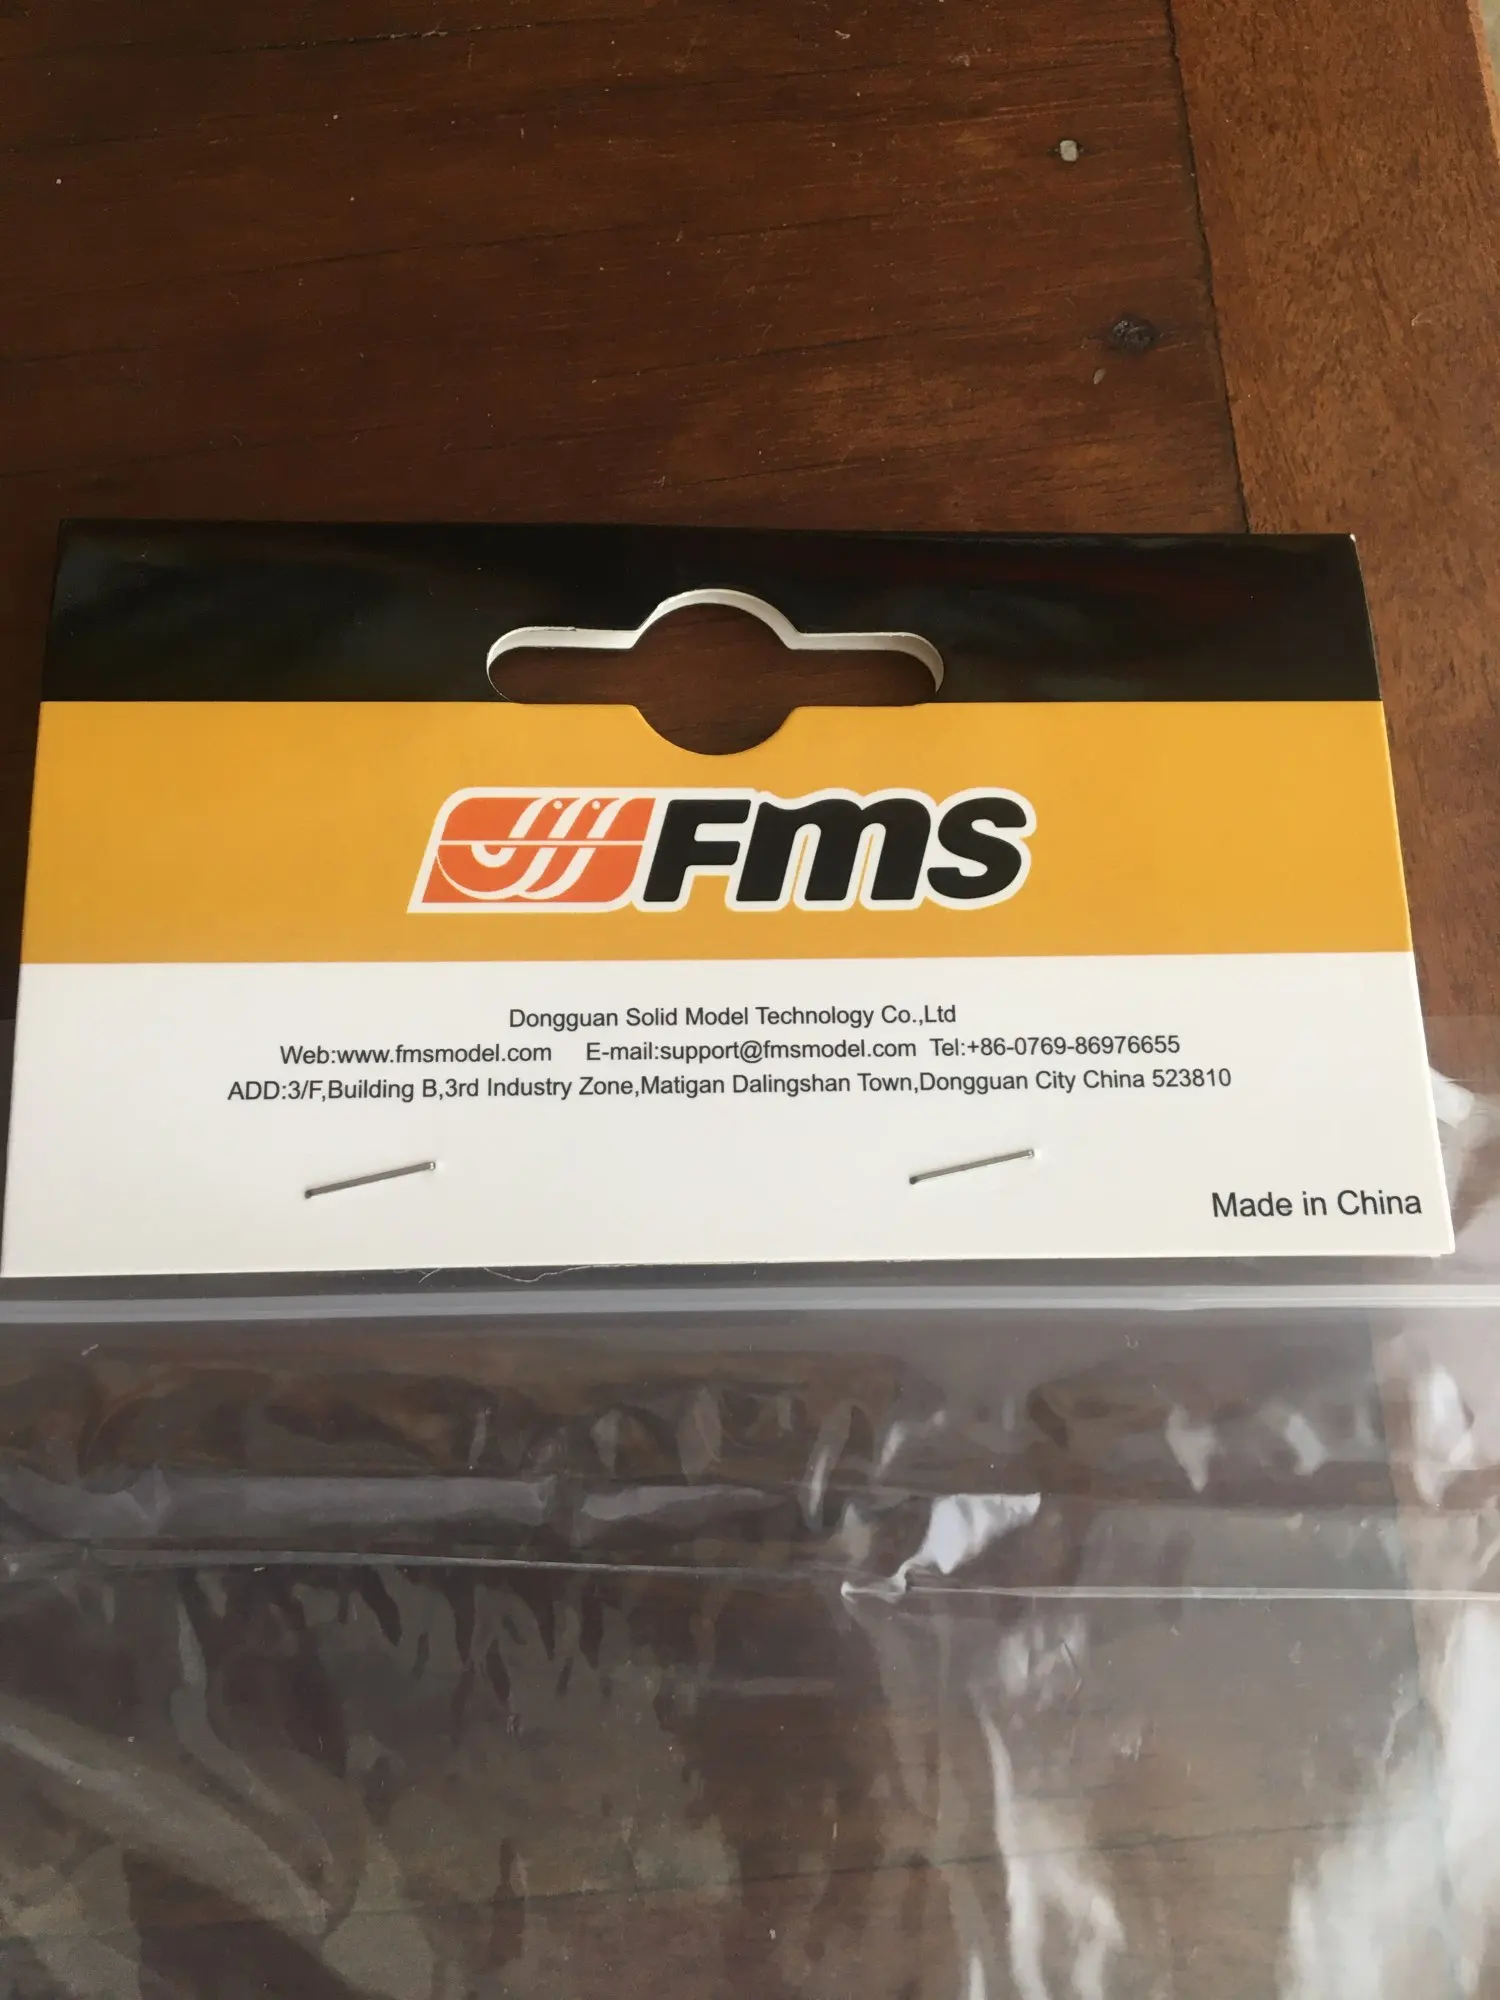 Fms
Dongguan Solid Model Technology Co.,Ltd
Web:www.fmsmodel.com E-mail:support@fmsmodel.com Tel:+86-0769-86976655
ADD:3/F,Building B,3rd Industry Zone,Matigan Dalingshan Town,Dongguan City China 523810
Made in China